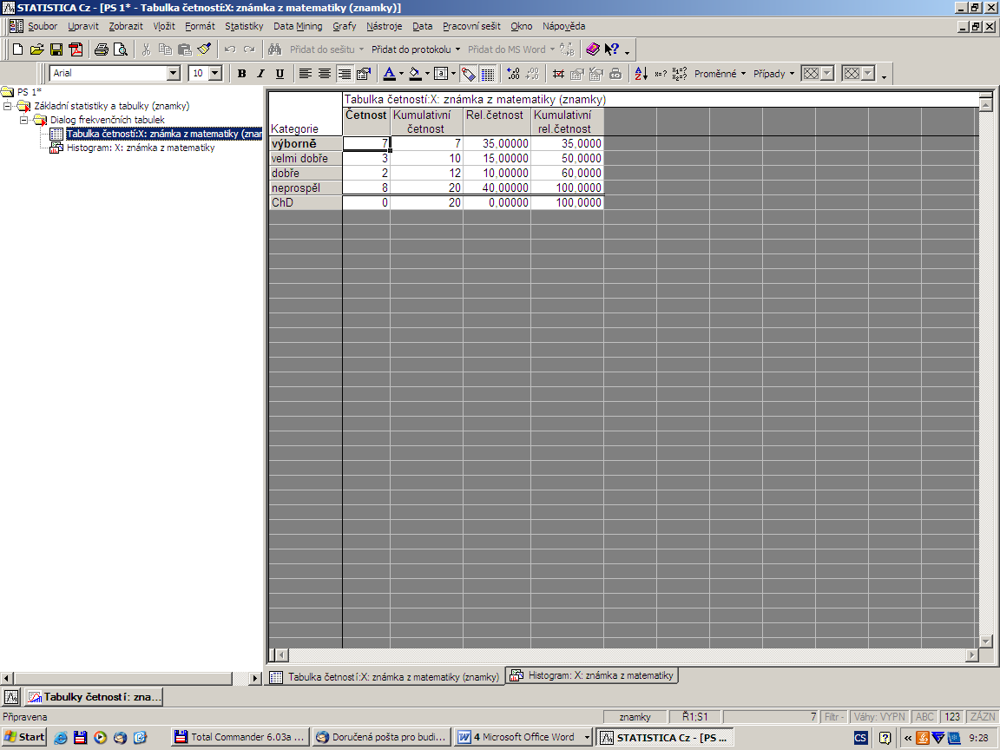 STATISTICA Cz - [PS 1* - Tabulka četností:X: známka z matematiky (znamky)]
Soubor Upravit Zobrazit Vložit Formát Statistiky Data Mining Grafy Nástroje Data Pracovní sešit Okno Nápověda
Přidat do sešitu Přidat do protokolu Přidat do MS Word
Arial 10 B I U A Proměnné Případy
PS 1*
Základní statistiky a tabulky (znamky)
Dialog frekvenčních tabulek
Tabulka četností:X: známka z matematiky (znam
Histogram: X: známka z matematiky
Tabulka četností:X: známka z matematiky (znamky)
Kategorie Četnost Kumulativní četnost Rel.četnost Kumulativní rel.četnost
výborně 7 7 35,00000 35,0000
velmi dobře 3 10 15,00000 50,0000
dobře 2 12 10,00000 60,0000
neprospěl 8 20 40,00000 100,0000
ChD 0 20 0,00000 100,0000
Tabulka četností:X: známka z matematiky (znamky) Histogram: X: známka z matematiky
Tabulky četností: zna...
Připravena znamky Ř1;S1 7 Filtr - Váhy: VYPN ABC 123 ZÁZN
Start Total Commander 6.03a ... Doručená pošta pro budi... 4 Microsoft Office Word STATISTICA Cz - [PS ... CS « 9:28